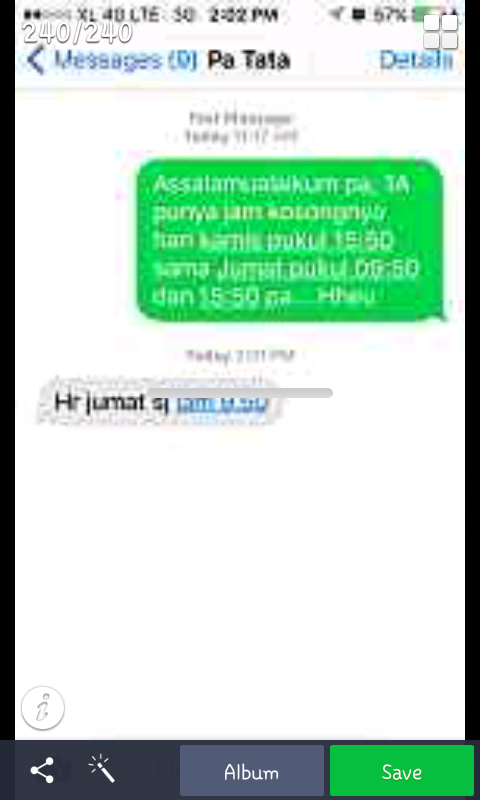 XL 4G LTE 2:02 PM 57%
240/240
Messages (9) Pa Tata Details
Text Message
Today 11:17 AM
Assalamualaikum pa, 1A
punya jam kosongnya
hari kamis pukul 15:50
sama Jumat pukul 09:50
dan 15:50 pa....
Today 2:01 PM
Hr jumat sj jam 9.50
Album Save